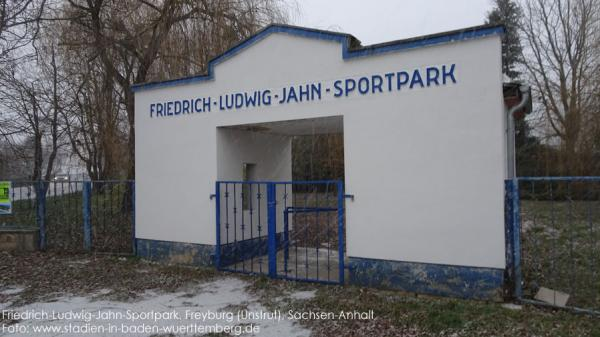 FRIEDRICH-LUDWIG-JAHN-SPORTPARK
Friedrich-Ludwig-Jahn-Sportpark, Freyburg (Unstrut), Sachsen-Anhalt
Foto: www.stadien-in-baden-wuerttemberg.de